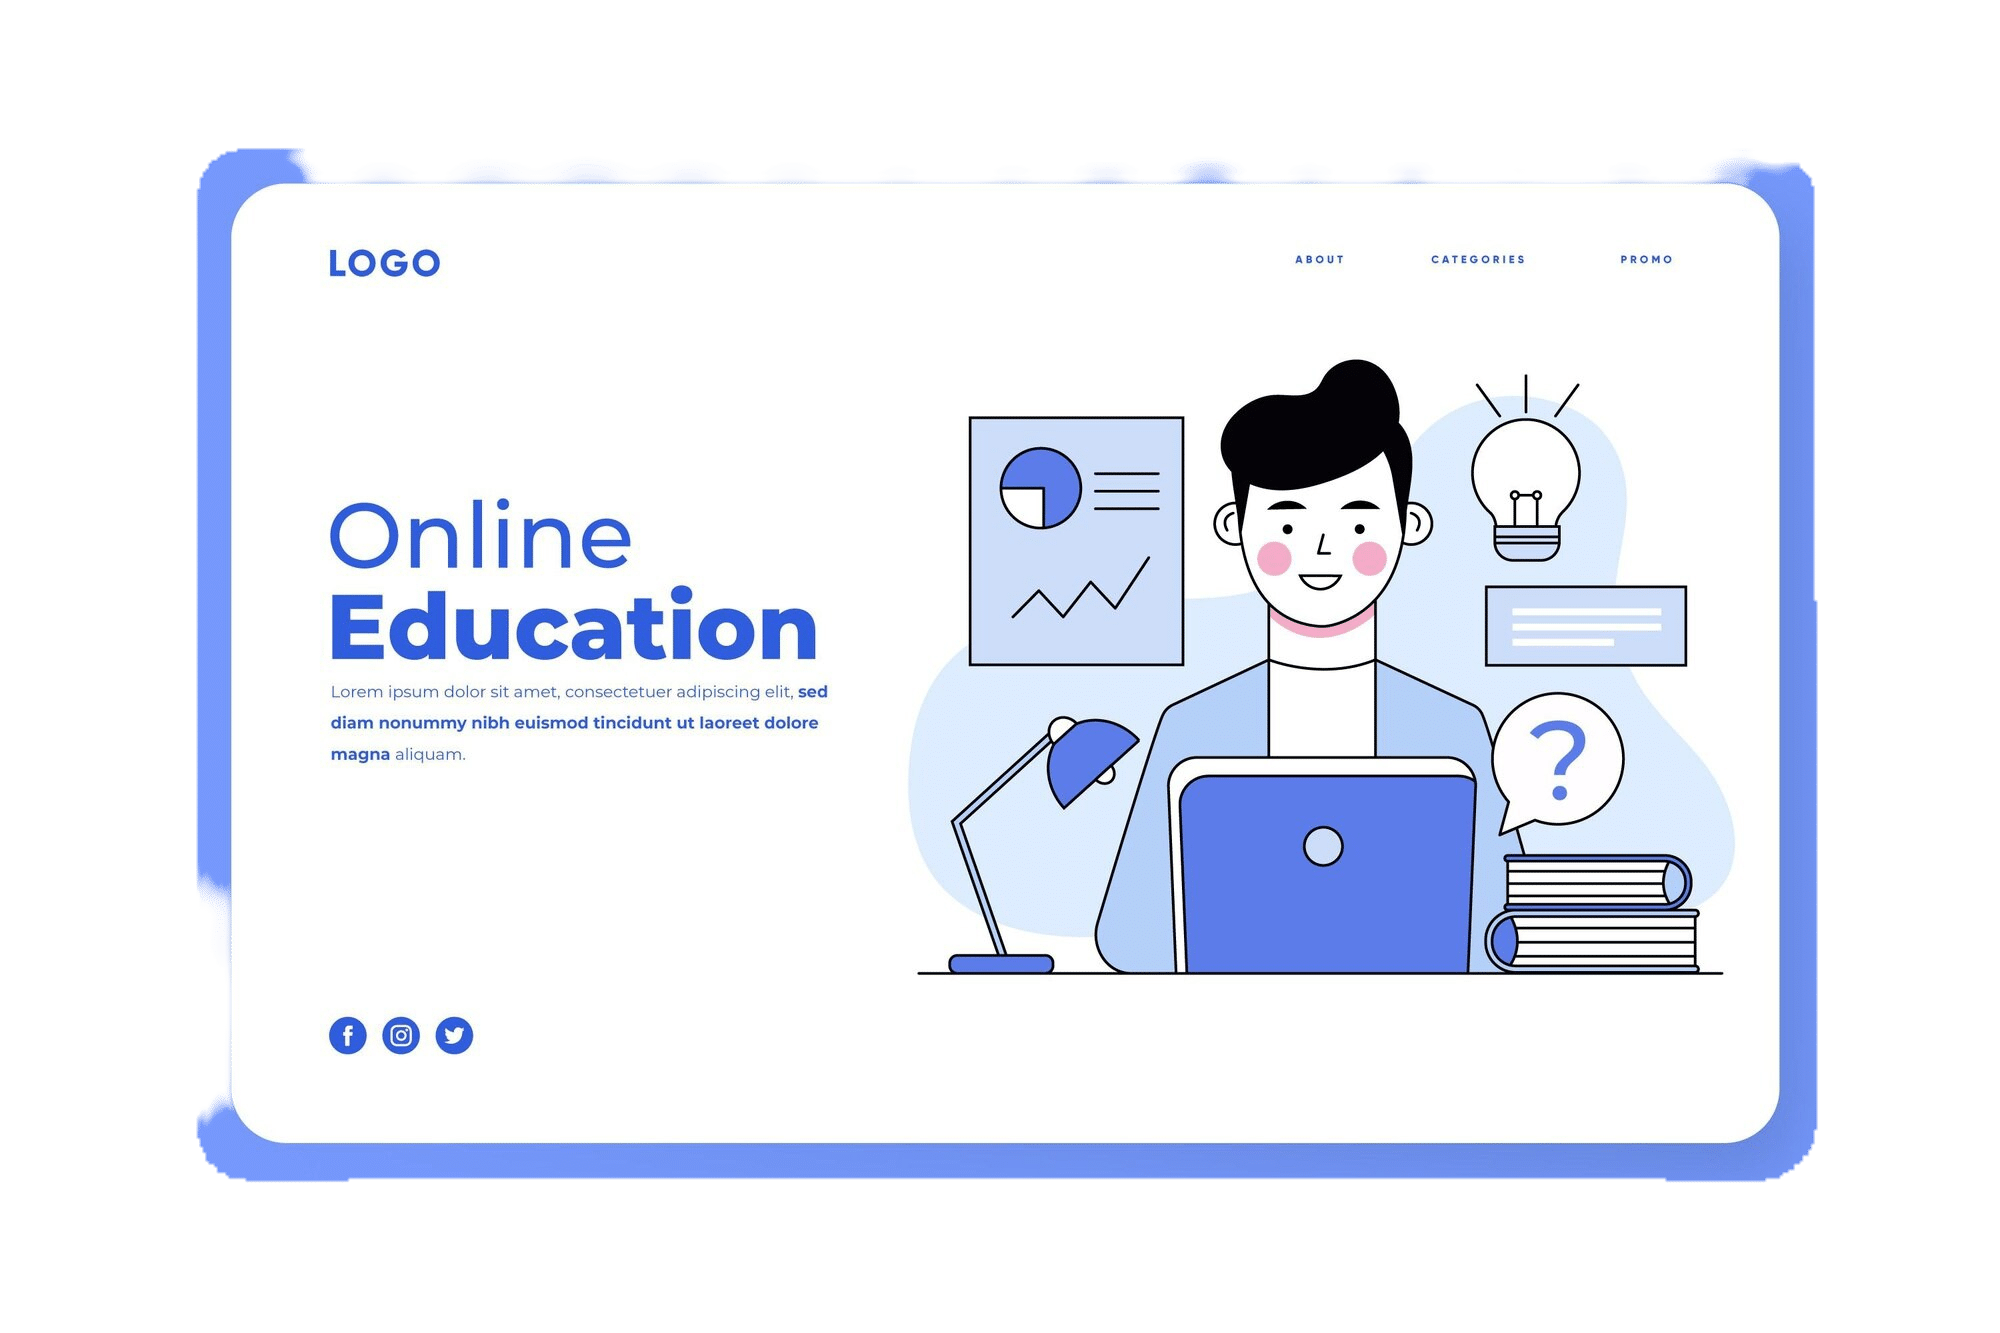 LOGO
ABOUT CATEGORIES PROMO
Online
Education
Lorem ipsum dolor sit amet, consectetuer adipiscing elit, sed
diam nonummy nibh euismod tincidunt ut laoreet dolore
magna aliquam.
?